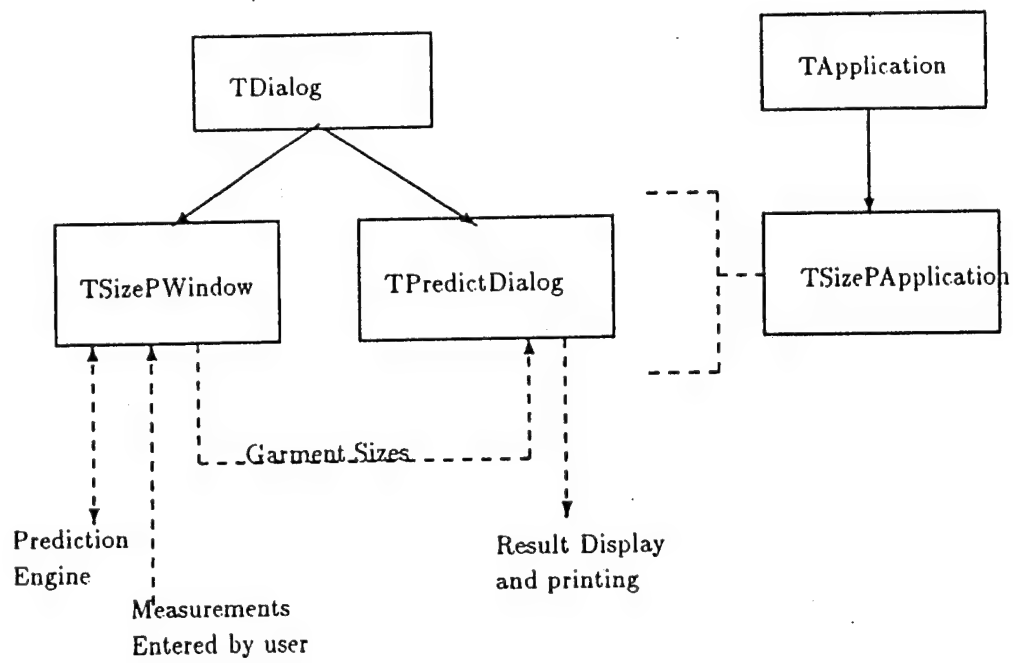 TDialog
TApplication
TSizePWindow
TPredictDialog
TSizePApplication
Garment Sizes
Prediction
Engine
Result Display
and printing
Measurements
Entered by user